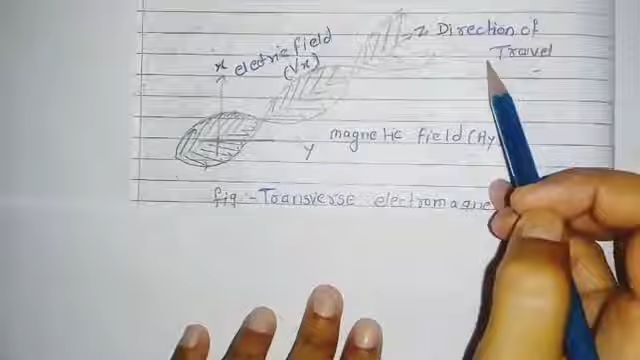 z Direction of
Travel
x electric field
(Vx)
y magnetic field (Hy
fig:- Transverse electromagne